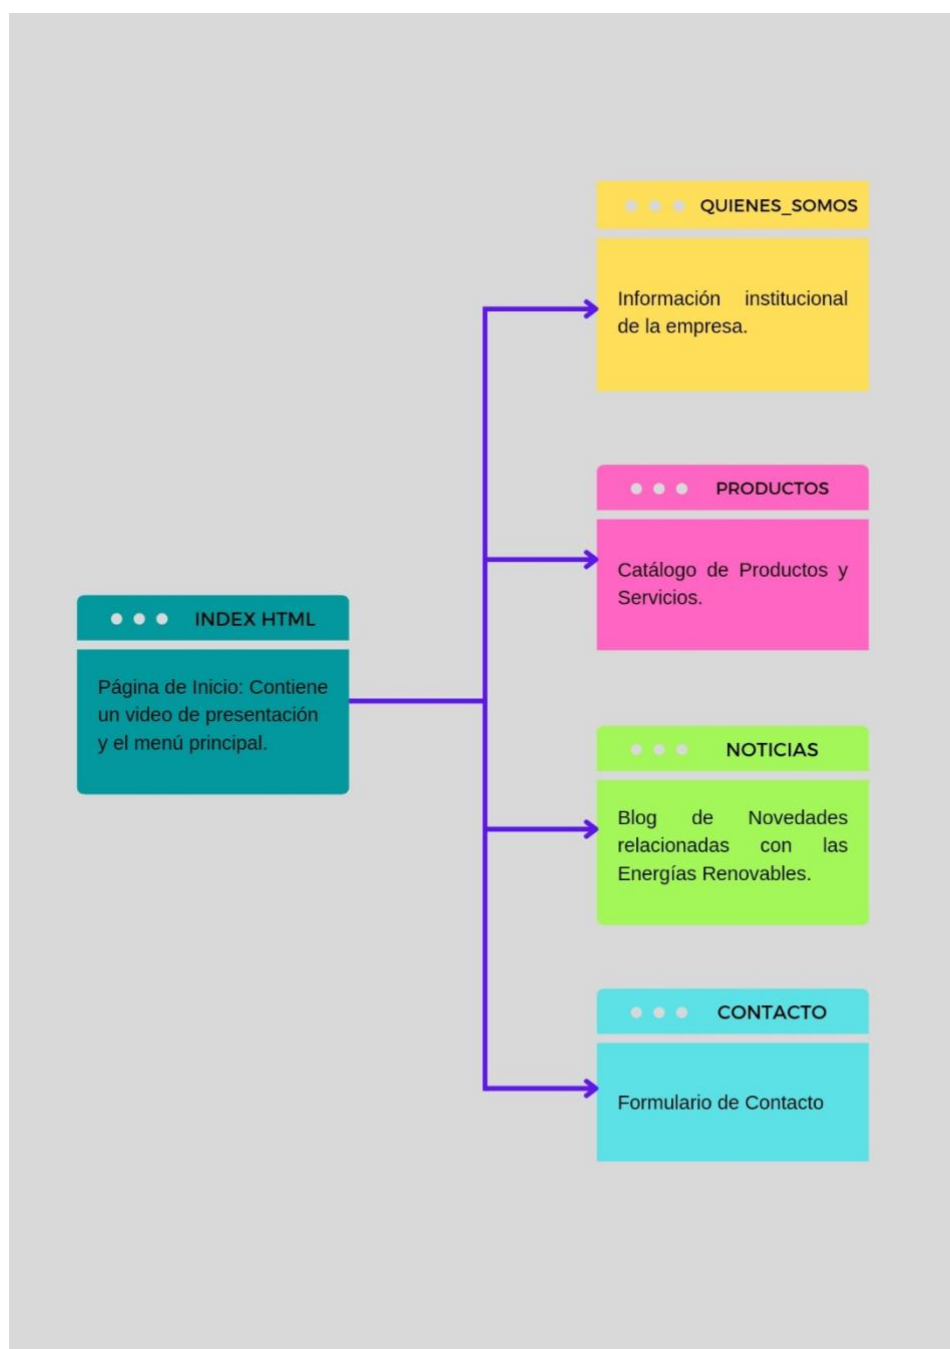 QUIENES_SOMOS
Información institucional
de la empresa.
PRODUCTOS
Catálogo de Productos y
Servicios.
INDEX HTML
Página de Inicio: Contiene
un video de presentación
y el menú principal.
NOTICIAS
Blog de Novedades
relacionadas con las
Energías Renovables.
CONTACTO
Formulario de Contacto